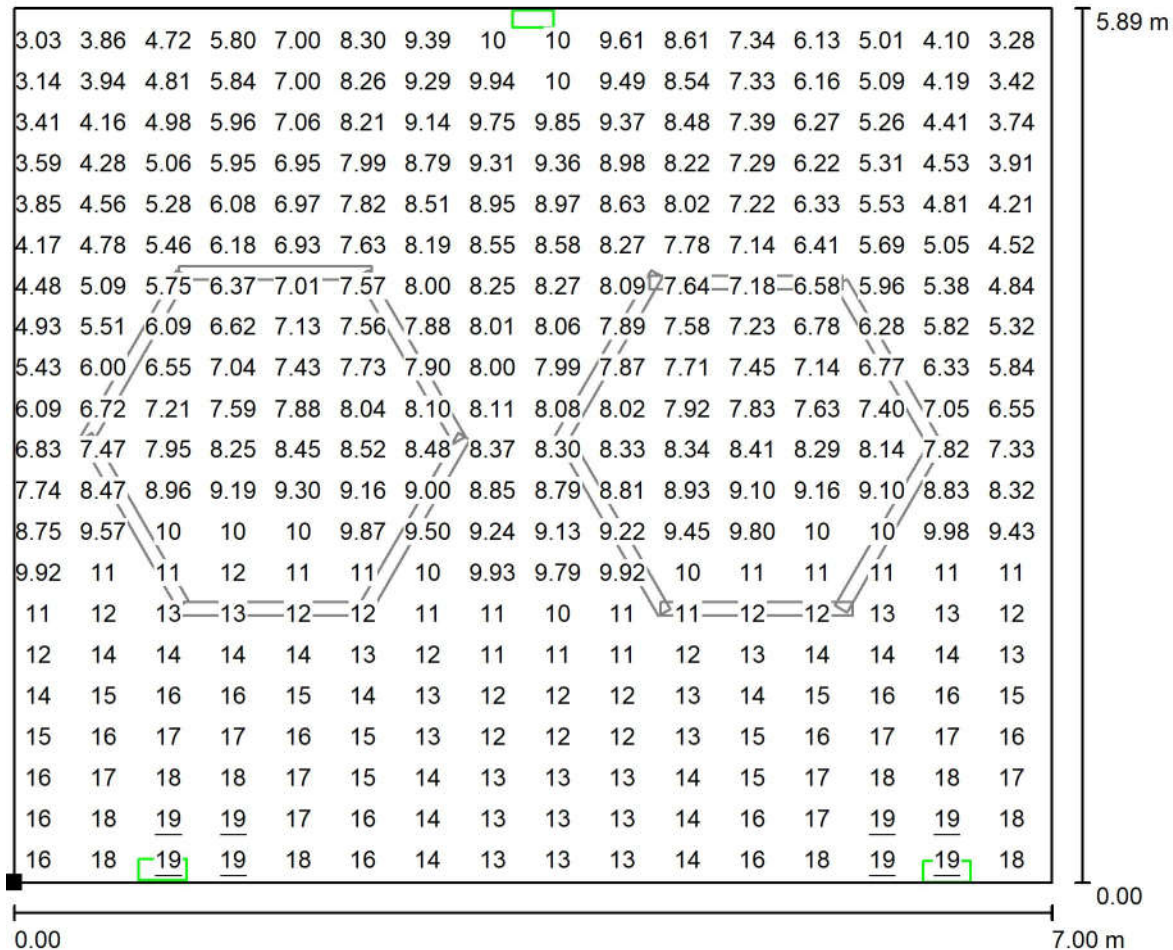 5.89 m
3.03 3.86 4.72 5.80 7.00 8.30 9.39 10 10 9.61 8.61 7.34 6.13 5.01 4.10 3.28
3.14 3.94 4.81 5.84 7.00 8.26 9.29 9.94 10 9.49 8.54 7.33 6.16 5.09 4.19 3.42
3.41 4.16 4.98 5.96 7.06 8.21 9.14 9.75 9.85 9.37 8.48 7.39 6.27 5.26 4.41 3.74
3.59 4.28 5.06 5.95 6.95 7.99 8.79 9.31 9.36 8.98 8.22 7.29 6.22 5.31 4.53 3.91
3.85 4.56 5.28 6.08 6.97 7.82 8.51 8.95 8.97 8.63 8.02 7.22 6.33 5.53 4.81 4.21
4.17 4.78 5.46 6.18 6.93 7.63 8.19 8.55 8.58 8.27 7.78 7.14 6.41 5.69 5.05 4.52
4.48 5.09 5.75 6.37 7.01 7.57 8.00 8.25 8.27 8.09 7.64 7.18 6.58 5.96 5.38 4.84
4.93 5.51 6.09 6.62 7.13 7.56 7.88 8.01 8.06 7.89 7.58 7.23 6.78 6.28 5.82 5.32
5.43 6.00 6.55 7.04 7.43 7.73 7.90 8.00 7.99 7.87 7.71 7.45 7.14 6.77 6.33 5.84
6.09 6.72 7.21 7.59 7.88 8.04 8.10 8.11 8.08 8.02 7.92 7.83 7.63 7.40 7.05 6.55
6.83 7.47 7.95 8.25 8.45 8.52 8.48 8.37 8.30 8.33 8.34 8.41 8.29 8.14 7.82 7.33
7.74 8.47 8.96 9.19 9.30 9.16 9.00 8.85 8.79 8.81 8.93 9.10 9.16 9.10 8.83 8.32
8.75 9.57 10 10 10 9.87 9.50 9.24 9.13 9.22 9.45 9.80 10 10 9.98 9.43
9.92 11 11 12 11 11 10 9.93 9.79 9.92 10 11 11 11 11 11
11 12 13 13 12 12 11 11 10 11 11 12 12 13 13 12
12 14 14 14 14 13 12 11 11 11 12 13 14 14 14 13
14 15 16 16 15 14 13 12 12 12 13 14 15 16 16 15
15 16 17 17 16 15 13 12 12 12 13 15 16 17 17 16
16 17 18 18 17 15 14 13 13 13 14 15 17 18 18 17
16 18 19 19 17 16 14 13 13 13 14 16 17 19 19 18
16 18 19 19 18 16 14 13 13 13 14 16 18 19 19 18
0.00
0.00 7.00 m